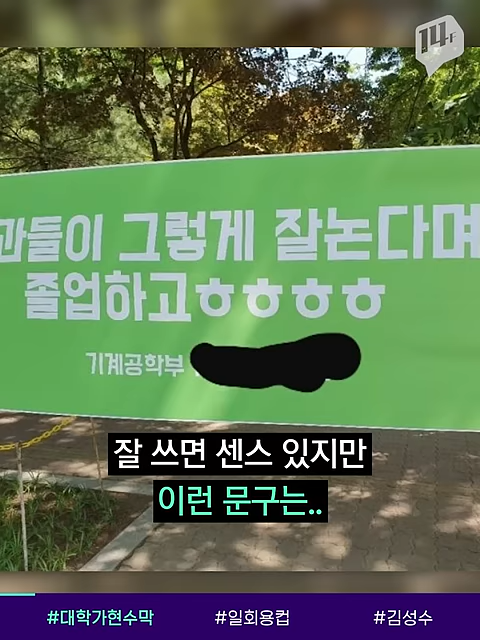 14F
과들이 그렇게 잘논다며
졸업하고ㅎㅎㅎㅎ
기계공학부
잘 쓰면 센스 있지만
이런 문구는..
#대학가현수막 #일회용컵 #김성수